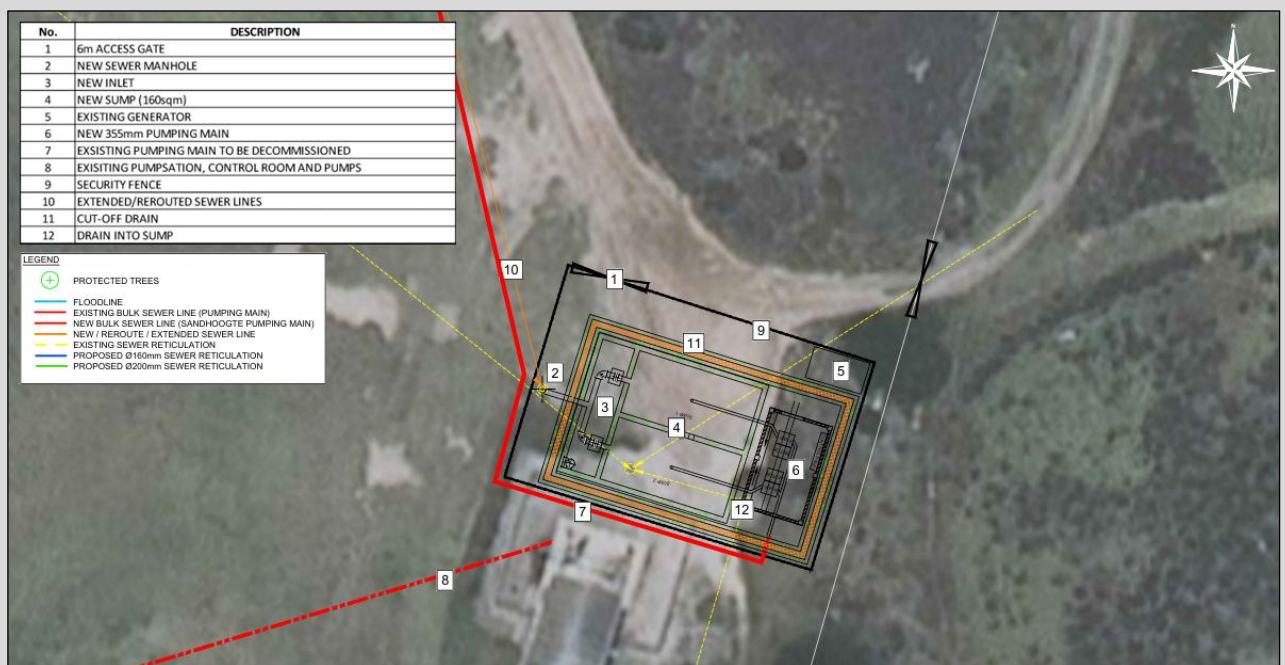 No. DESCRIPTION
1 6m ACCESS GATE
2 NEW SEWER MANHOLE
3 NEW INLET
4 NEW SUMP (160sqm)
5 EXISTING GENERATOR
6 NEW 355mm PUMPING MAIN
7 EXSISTING PUMPING MAIN TO BE DECOMMISSIONED
8 EXISITING PUMPSATION, CONTROL ROOM AND PUMPS
9 SECURITY FENCE
10 EXTENDED/REROUTED SEWER LINES
11 CUT-OFF DRAIN
12 DRAIN INTO SUMP
LEGEND
PROTECTED TREES
FLOODLINE
EXISTING BULK SEWER LINE (PUMPING MAIN)
NEW BULK SEWER LINE (SANDHOOGTE PUMPING MAIN)
NEW / REROUTE / EXTENDED SEWER LINE
EXISTING SEWER RETICULATION
PROPOSED Ø160mm SEWER RETICULATION
PROPOSED Ø200mm SEWER RETICULATION
10
1
9
11
2
5
3
4
6
7
12
8